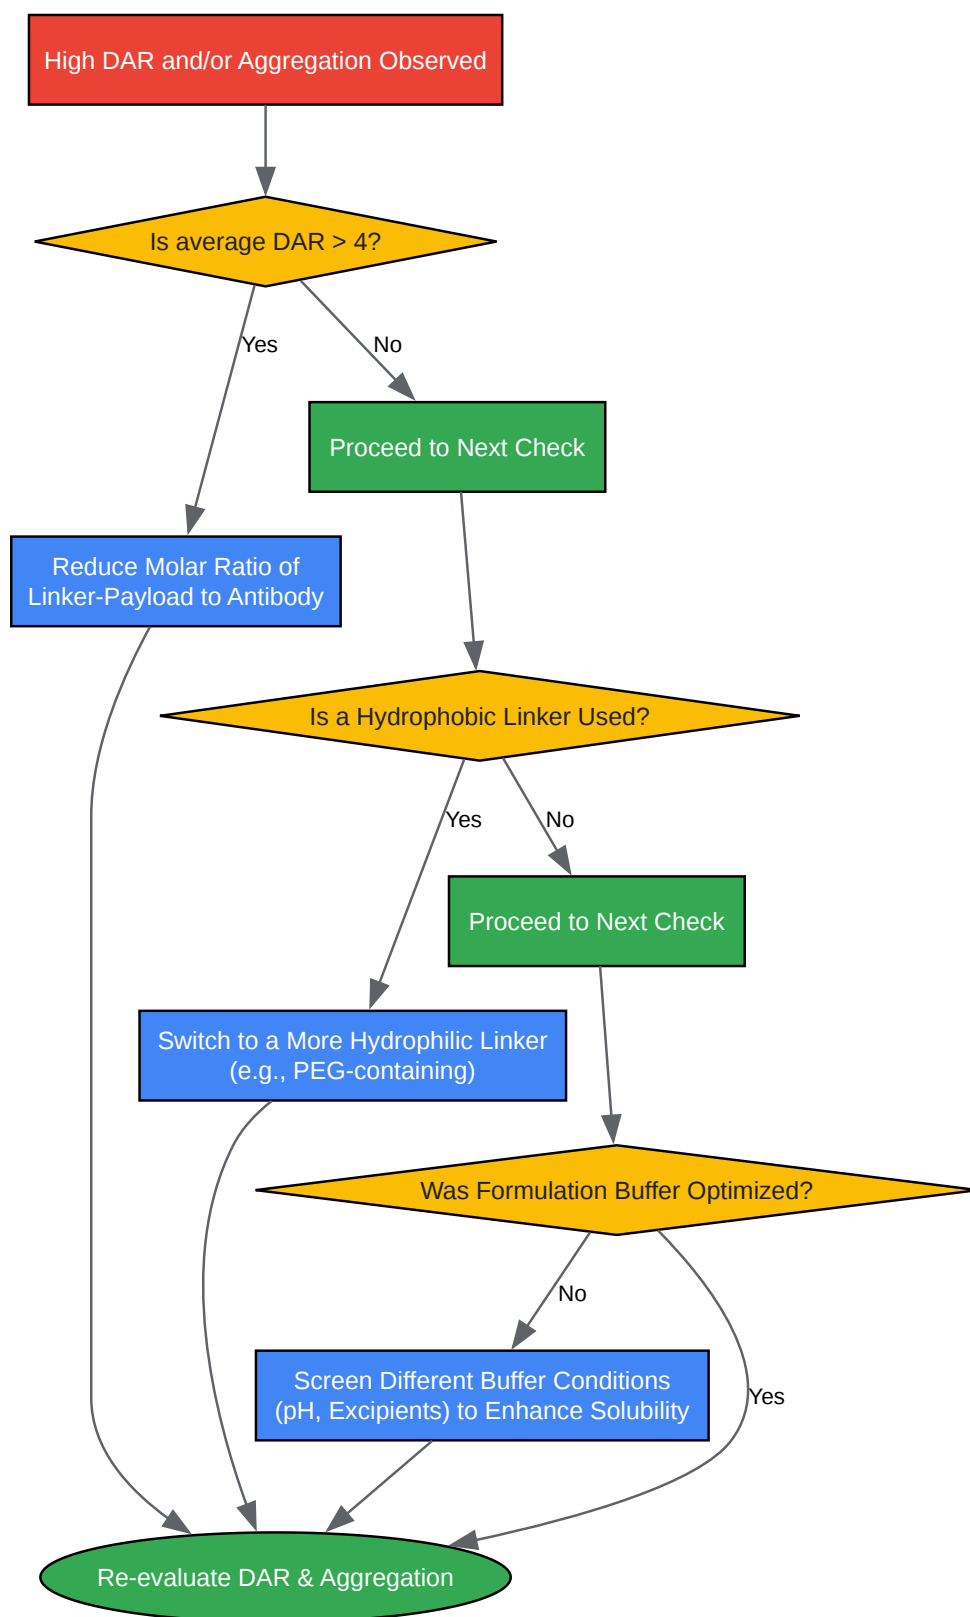 High DAR and/or Aggregation Observed
Is average DAR > 4?
Yes
No
Proceed to Next Check
Reduce Molar Ratio of
Linker-Payload to Antibody
Is a Hydrophobic Linker Used?
Yes
No
Proceed to Next Check
Switch to a More Hydrophilic Linker
(e.g., PEG-containing)
Was Formulation Buffer Optimized?
No
Screen Different Buffer Conditions
(pH, Excipients) to Enhance Solubility
Yes
Re-evaluate DAR & Aggregation